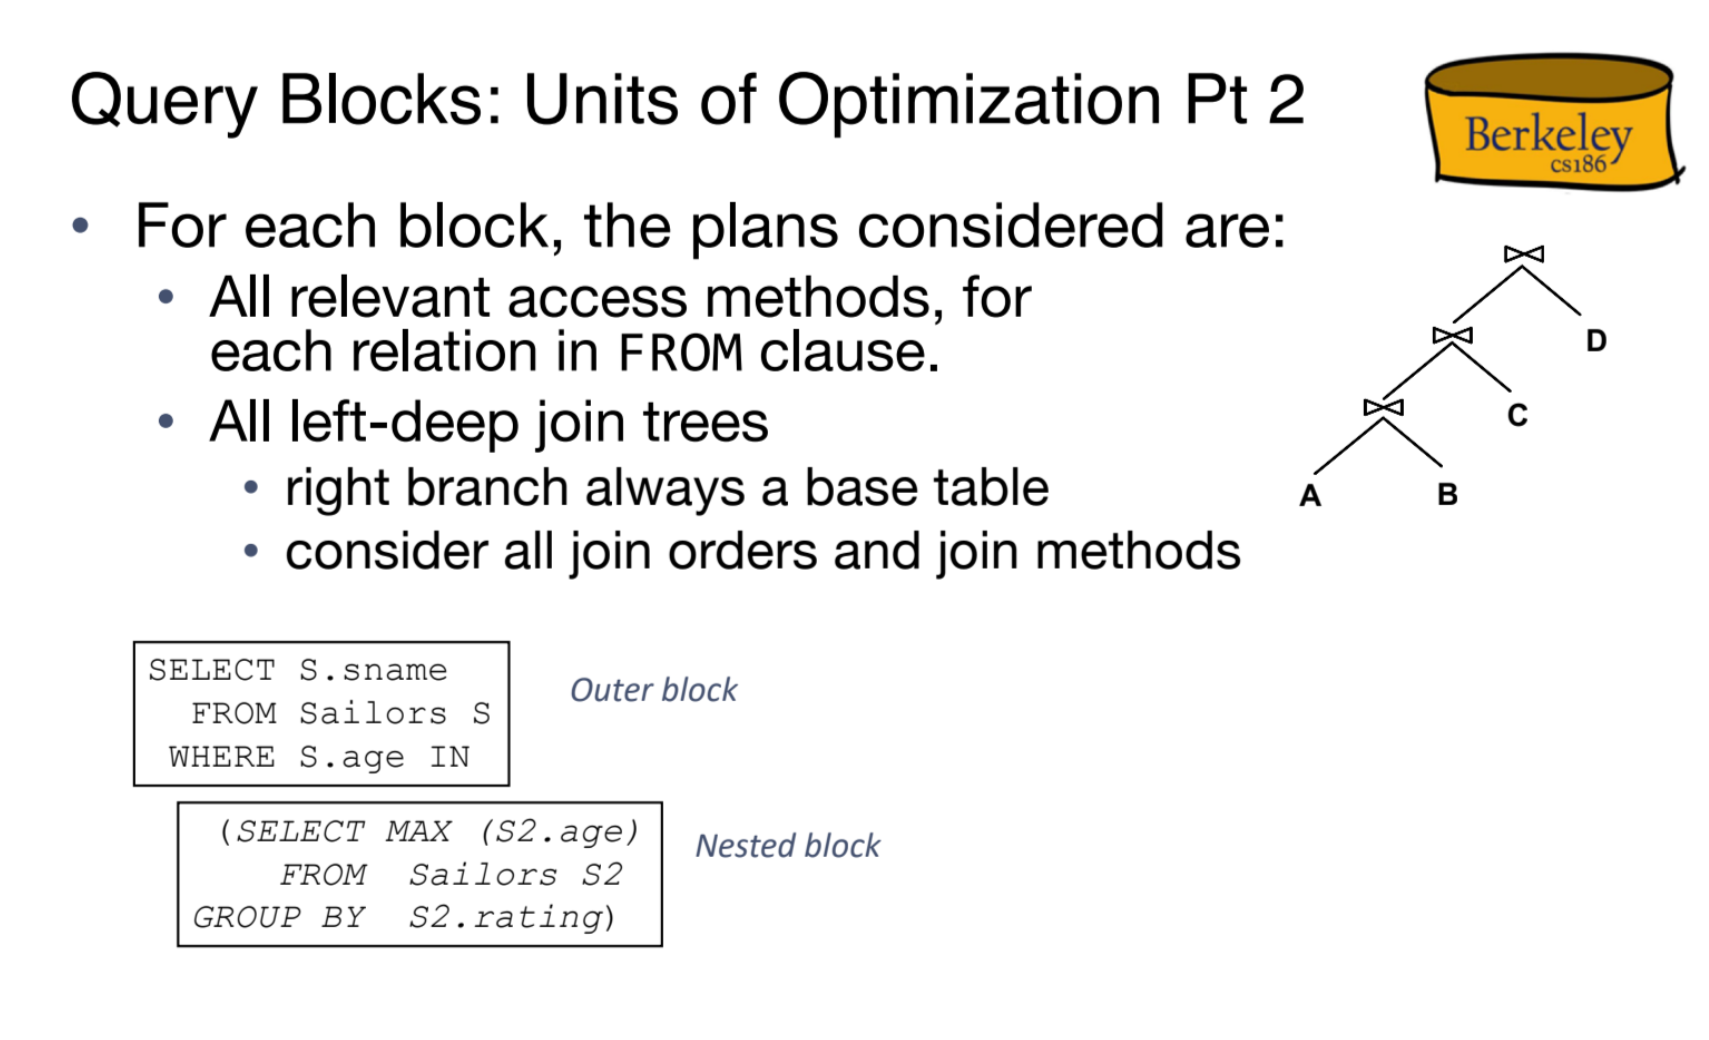 Query Blocks: Units of Optimization Pt 2
Berkeley
cs186
• For each block, the plans considered are:
• All relevant access methods, for
each relation in FROM clause.
• All left-deep join trees
• right branch always a base table
• consider all join orders and join methods
D
C
A B
SELECT S.sname
FROM Sailors S
WHERE S.age IN
Outer block
(SELECT MAX (S2.age)
FROM Sailors S2
GROUP BY S2.rating)
Nested block